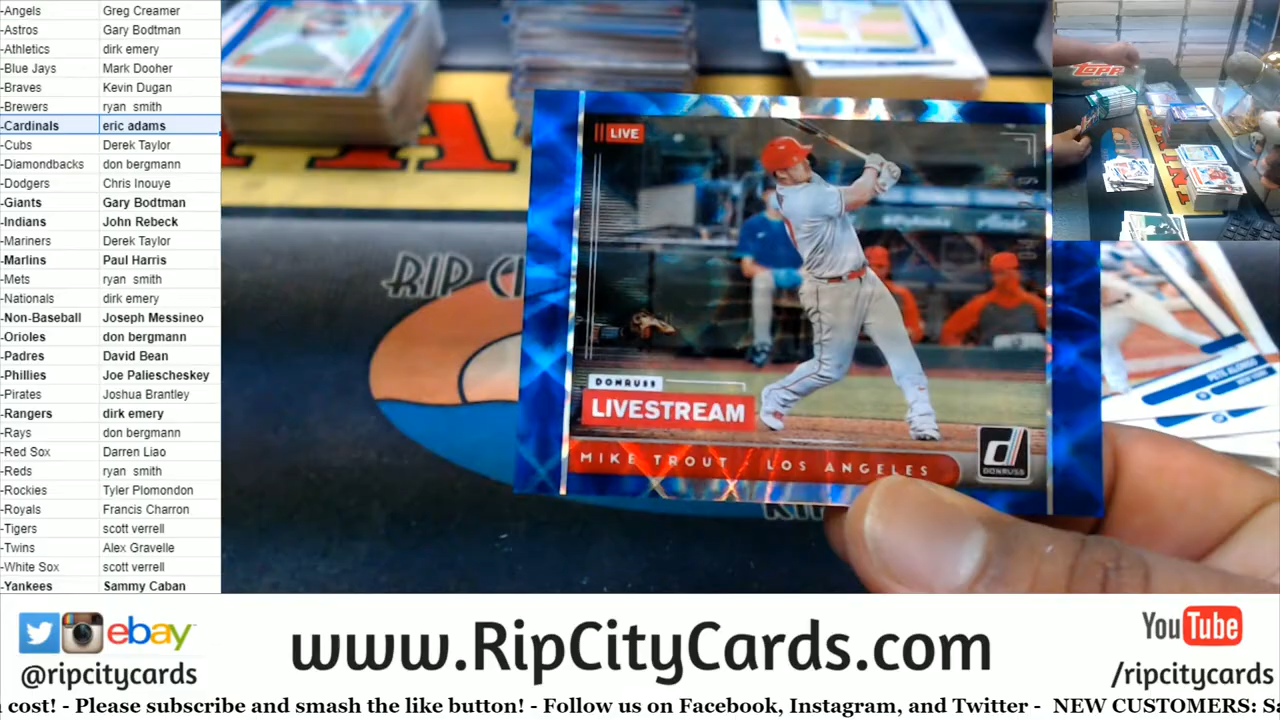 -Angels Greg Creamer
-Astros Gary Bodtman
-Athletics dirk emery
-Blue Jays Mark Dooher
-Braves Kevin Dugan
-Brewers ryan smith
-Cardinals eric adams
-Cubs Derek Taylor
-Diamondbacks don bergmann
-Dodgers Chris Inouye
-Giants Gary Bodtman
-Indians John Rebeck
-Mariners Derek Taylor
-Marlins Paul Harris
-Mets ryan smith
-Nationals dirk emery
-Non-Baseball Joseph Messineo
-Orioles don bergmann
-Padres David Bean
-Phillies Joe Paliescheskey
-Pirates Joshua Brantley
-Rangers dirk emery
-Rays don bergmann
-Red Sox Darren Liao
-Reds ryan smith
-Rockies Tyler Plomondon
-Royals Francis Charron
-Tigers scott verrell
-Twins Alex Gravelle
-White Sox scott verrell
-Yankees Sammy Caban
RIP
LIVE
DONRUSS
LIVESTREAM
MIKE TROUT LOS ANGELES
d
DONRUSS
PETE ALONSO
ebay
@ripcitycards
www.RipCityCards.com
YouTube
/ripcitycards
cost! - Please subscribe and smash the like button! - Follow us on Facebook, Instagram, and Twitter - NEW CUSTOMERS: